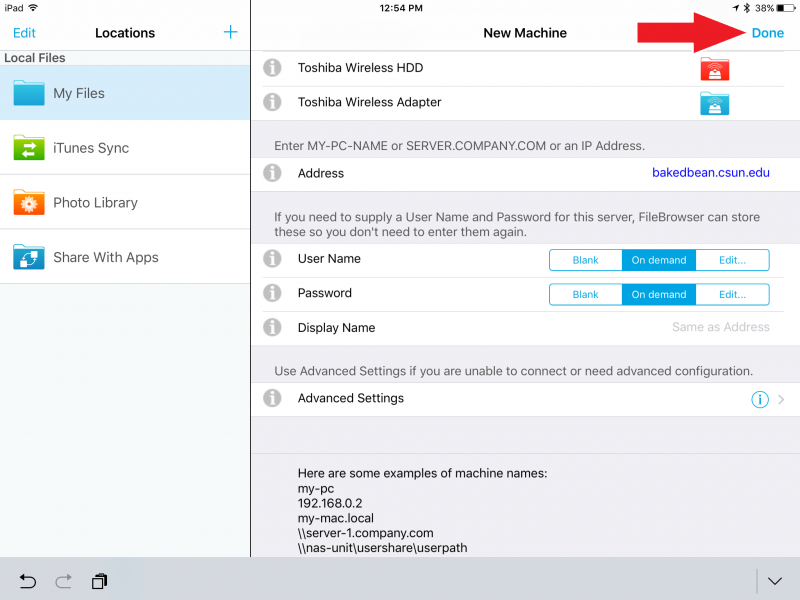 iPad
12:54 PM
38%
Edit
Locations
+
New Machine
Done
Local Files
My Files
iTunes Sync
Photo Library
Share With Apps
Toshiba Wireless HDD
Toshiba Wireless Adapter
Enter MY-PC-NAME or SERVER.COMPANY.COM or an IP Address.
Address
bakedbean.csun.edu
If you need to supply a User Name and Password for this server, FileBrowser can store
these so you don't need to enter them again.
User Name
Blank
On demand
Edit...
Password
Blank
On demand
Edit...
Display Name
Same as Address
Use Advanced Settings if you are unable to connect or need advanced configuration.
Advanced Settings
Here are some examples of machine names:
my-pc
192.168.0.2
my-mac.local
\\server-1.company.com
\\nas-unit\usershare\userpath